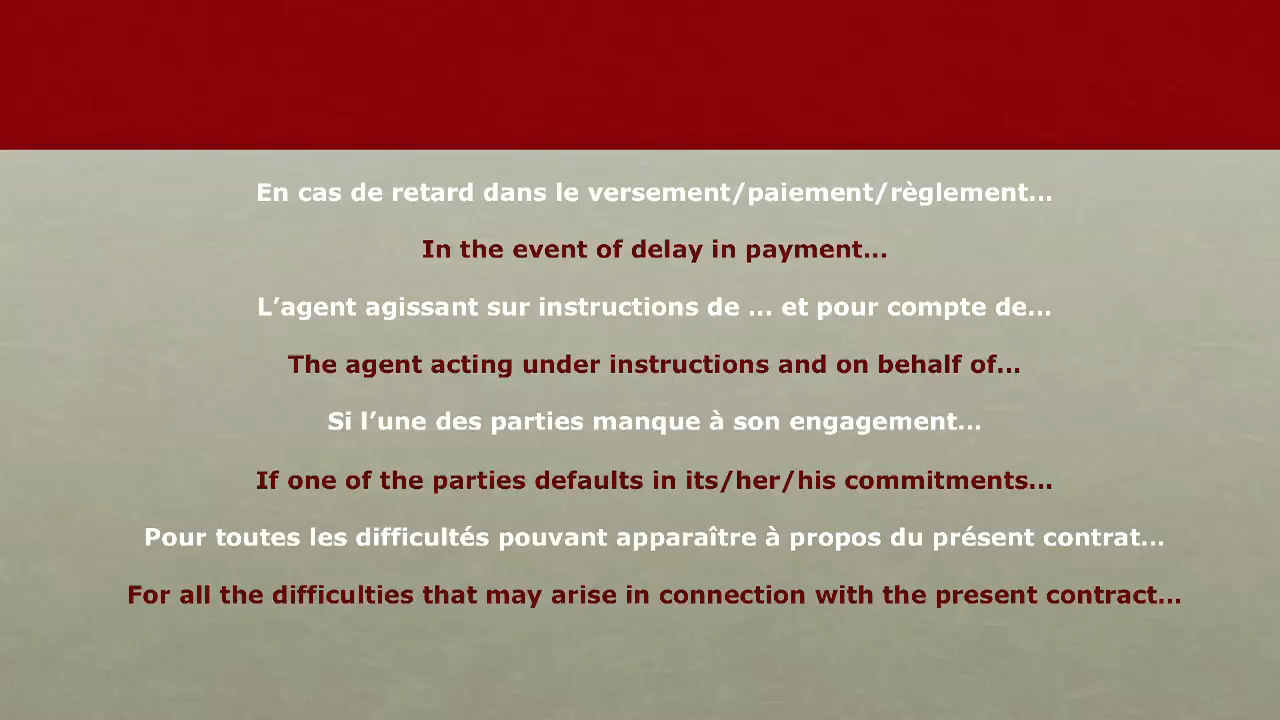 En cas de retard dans le versement/paiement/règlement...
In the event of delay in payment...
L’agent agissant sur instructions de ... et pour compte de...
The agent acting under instructions and on behalf of...
Si l’une des parties manque à son engagement...
If one of the parties defaults in its/her/his commitments...
Pour toutes les difficultés pouvant apparaître à propos du présent contrat...
For all the difficulties that may arise in connection with the present contract...